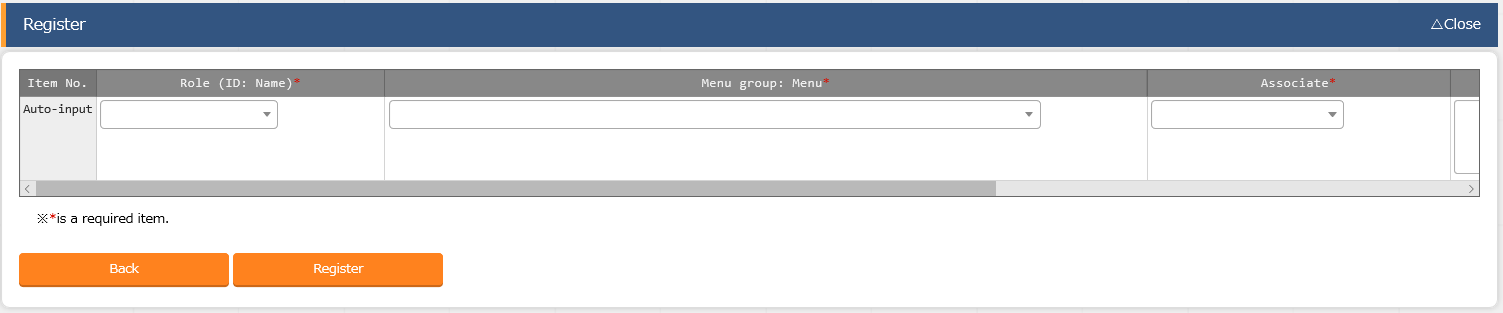 Register
△Close
Item No. Role (ID: Name)* Menu group: Menu* Associate*
Auto-input
※*is a required item.
Back Register